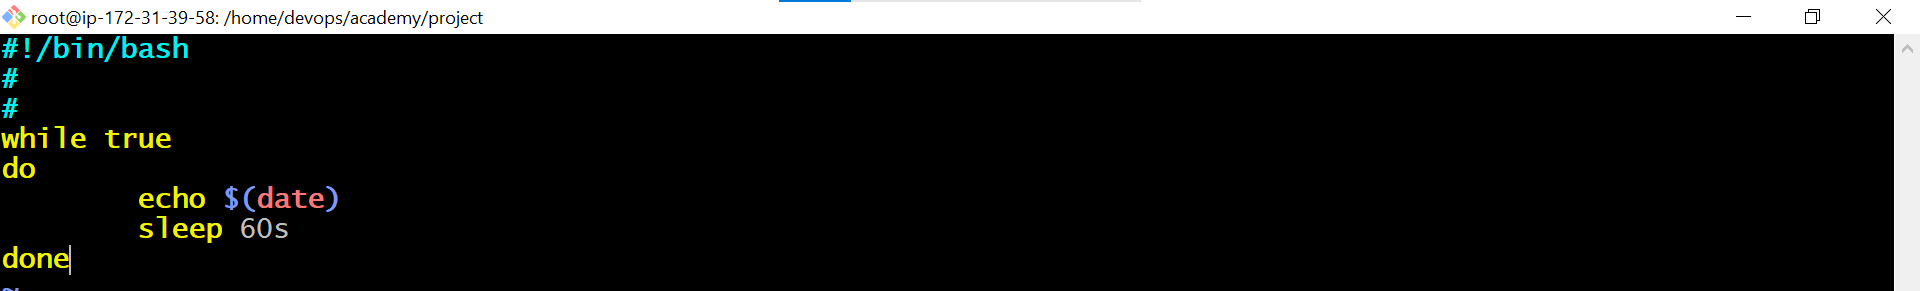 root@ip-172-31-39-58: /home/devops/academy/project
#!/bin/bash
#
#
while true
do
        echo $(date)
        sleep 60s
done
~